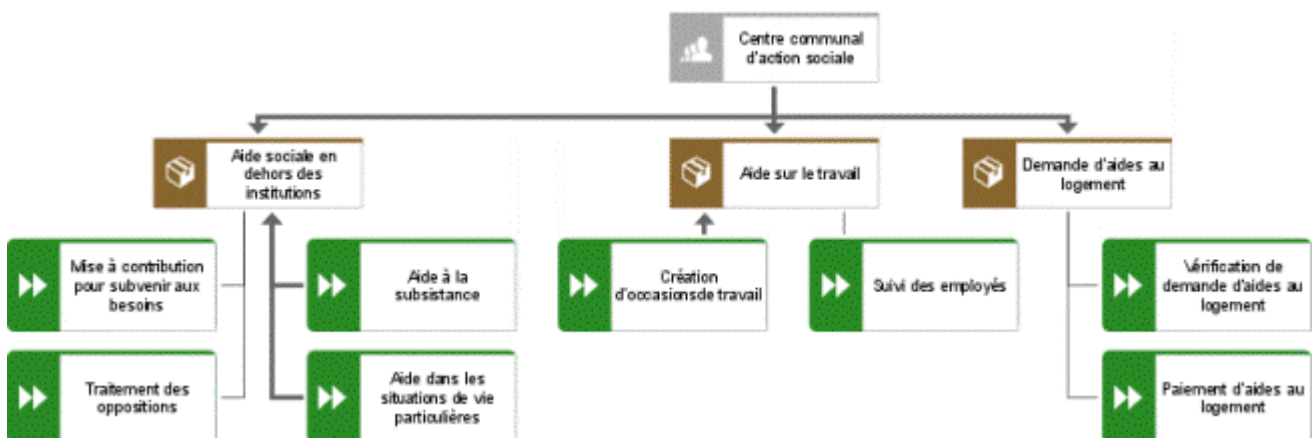 Centre communal
d'action sociale
Aide sociale en
dehors des
institutions
Aide sur le travail
Demande d'aides au
logement
Mise à contribution
pour subvenir aux
besoins
Aide à la
subsistance
Création
d'occasions de travail
Suivi des employés
Vérification de
demande d'aides au
logement
Traitement des
oppositions
Aide dans les
situations de vie
particulières
Paiement d'aides au
logement